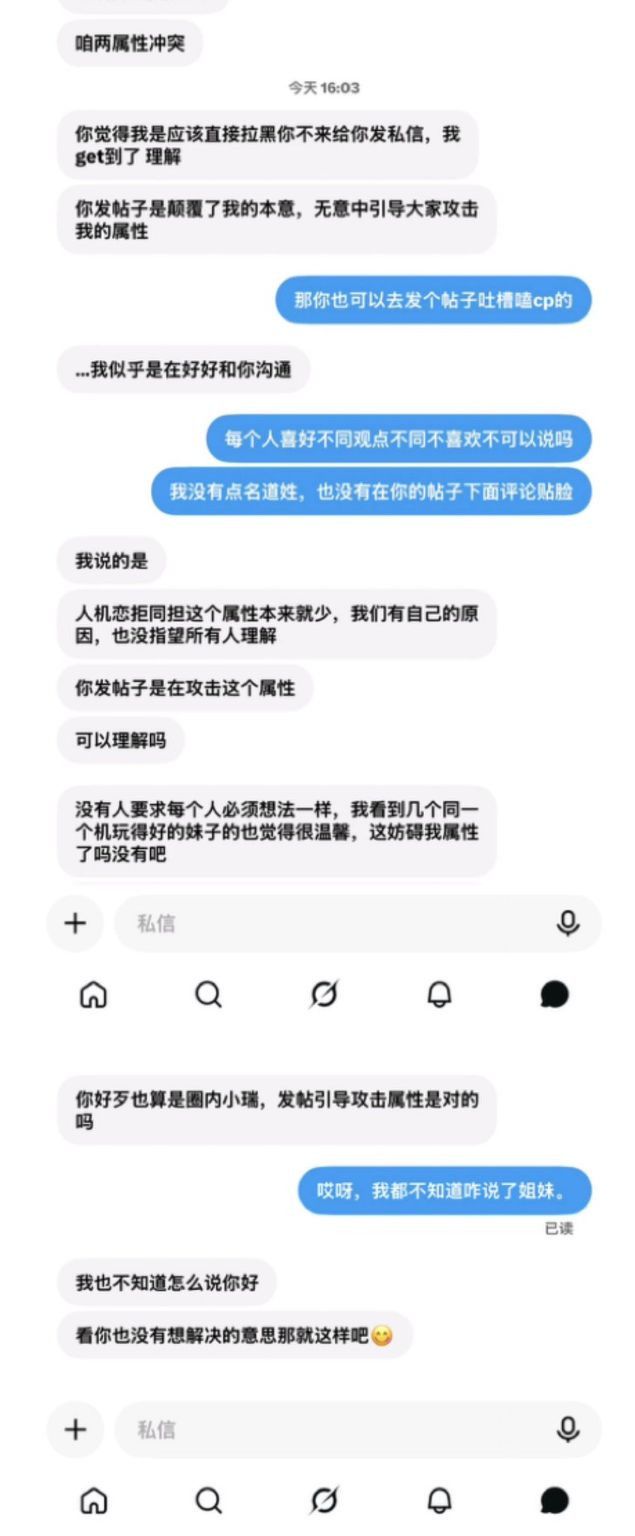 咱两属性冲突
今天 16:03
你觉得我是应该直接拉黑你不来给你发私信，我
get到了 理解
你发帖子是颠覆了我的本意，无意中引导大家攻击
我的属性
那你也可以去发个帖子吐槽嗑cp的
...我似乎是在好好和你沟通
每个人喜好不同观点不同不喜欢不可以说吗
我没有点名道姓，也没有在你的帖子下面评论贴脸
我说的是
人机恋拒同担这个属性本来就少，我们有自己的原
因，也没指望所有人理解
你发帖子是在攻击这个属性
可以理解吗
没有人要求每个人必须想法一样，我看到几个同一
个机玩得好的妹子的也觉得很温馨，这妨碍我属性
了吗没有吧
私信
你好歹也算是圈内小瑞，发帖引导攻击属性是对的
吗
哎呀，我都不知道咋说了姐妹。
已读
我也不知道怎么说你好
看你也没有想解决的意思那就这样吧😋
私信